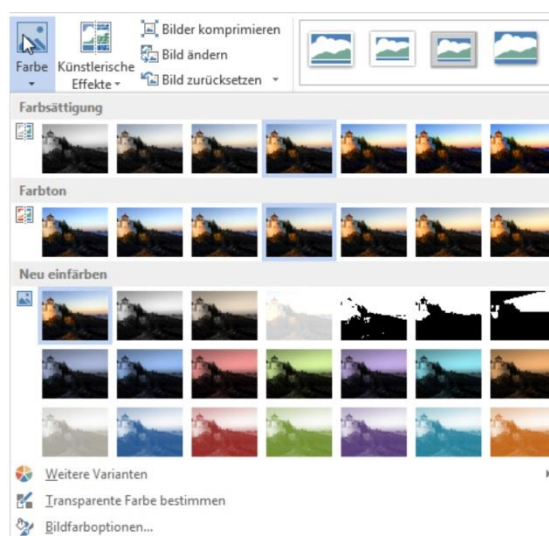 Bilder komprimieren
Bild ändern
Bild zurücksetzen
Farbe
Künstlerische
Effekte
Farbsättigung
Farbton
Neu einfärben
Weitere Varianten
Transparente Farbe bestimmen
Bildfarboptionen...